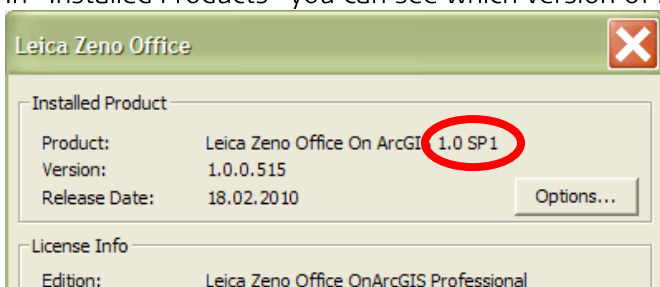 In "Installed Products" you can see which version of
Leica Zeno Office
Installed Product
Product: Leica Zeno Office On ArcGIS 1.0 SP1
Version: 1.0.0.515
Release Date: 18.02.2010 Options...
License Info
Edition: Leica Zeno Office OnArcGIS Professional